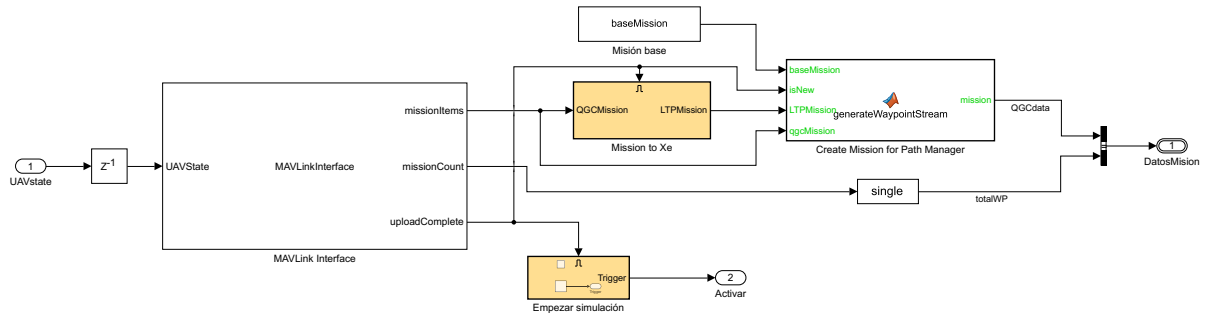 baseMission
Misión base
baseMission
isNew
LTPMission
qgcMission
mission
generateWaypointStream
Create Mission for Path Manager
QGCdata
1
DatosMision
QGCMission
LTPMission
Mission to Xe
missionItems
missionCount
uploadComplete
UAVState
MAVLinkInterface
MAVLink Interface
1
UAVstate
Z-1
single
totalWP
Trigger
Trigger
Empezar simulación
2
Activar